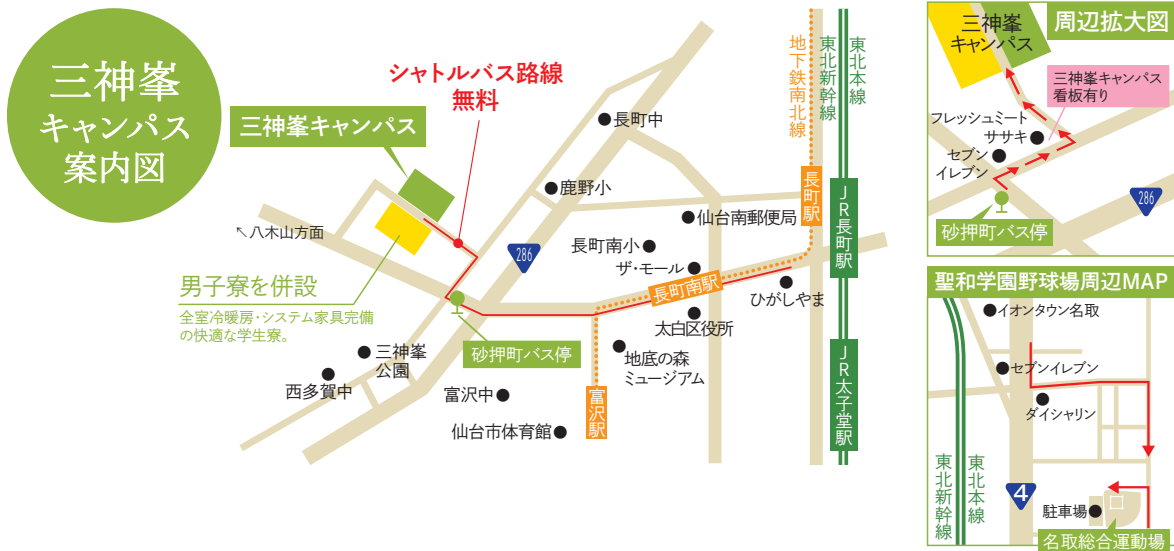 三神峯
キャンパス
案内図
シャトルバス路線
無料
三神峯キャンパス
↖八木山方面
男子寮を併設
全室冷暖房・システム家具完備
の快適な学生寮。
長町中
鹿野小
286
仙台南郵便局
長町南小
ザ・モール
長町南駅
ひがしやま
太白区役所
砂押町バス停
地底の森
ミュージアム
三神峯
公園
西多賀中
富沢中
仙台市体育館
富沢駅
地下鉄南北線
長町駅
東北新幹線
東北本線
JR長町駅
JR太子堂駅
周辺拡大図
三神峯
キャンパス
三神峯キャンパス
看板有り
フレッシュミート
ササキ
セブン
イレブン
286
砂押町バス停
聖和学園野球場周辺MAP
イオンタウン名取
セブンイレブン
ダイシャリン
東北新幹線
東北本線
4
駐車場
名取総合運動場